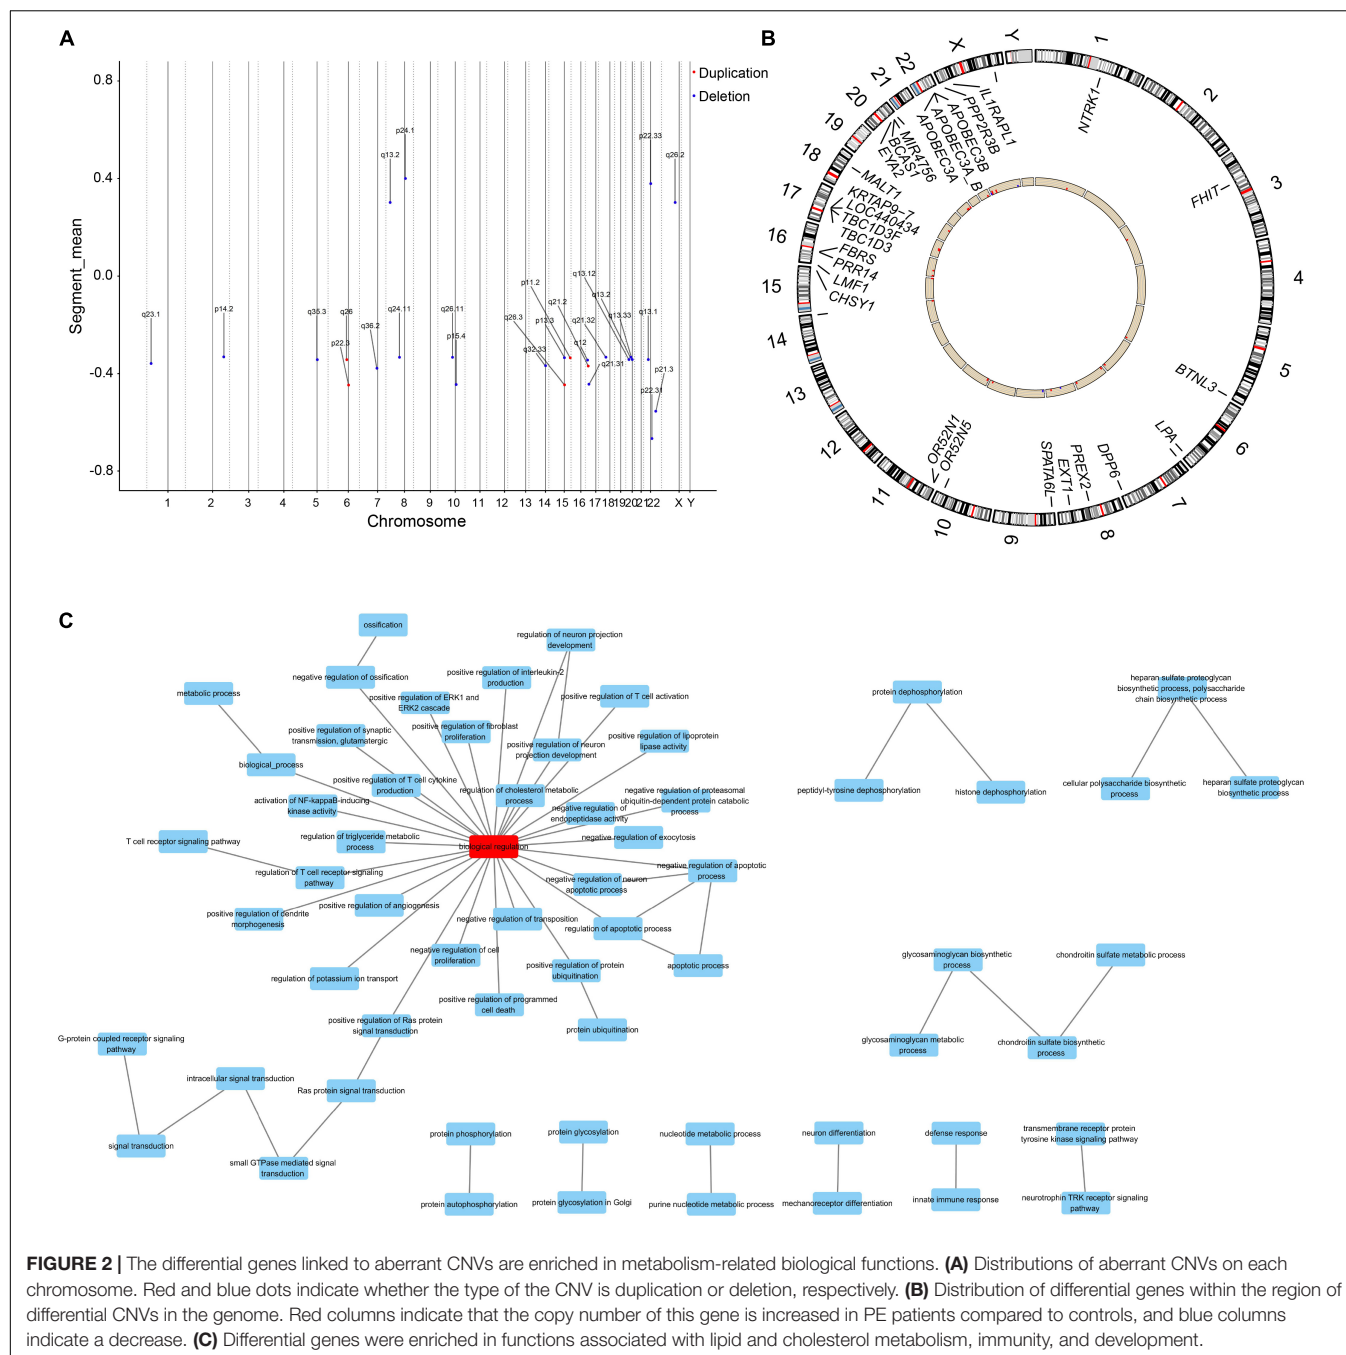 A
0.8
0.4
0.0
-0.4
-0.8
Segment_mean
Duplication
Deletion
q23.1
p14.2
q35.3
q26
p22.3
q36.2
q13.2
p24.1
q24.11
q26.11
p15.4
q26.3
q32.33
p11.2
p13.3
q21.2
q21.32
q12
q21.31
q13.12
q13.2
q13.33
q13.1
p22.33
q26.2
p21.3
p22.31
1 2 3 4 5 6 7 8 9 10 11 12 13 14 15 16 17 18 19 20 21 22 X Y
Chromosome
B
1
2
3
4
5
6
7
8
9
10
11
12
13
14
15
16
17
18
19
20
21
22
X
Y
NTRK1
FHIT
BTNL3
LPA
DPP6
PREX2
EXT1
SPATA6L
OR52N5
OR52N1
CHSY1
LMF1
PRR14
FBRS
TBC1D3
TBC1D3F
LOC440434
KRTAP9-7
MALT1
EYA2
BCAS1
MIR4756
APOBEC3A
APOBEC3A_B
APOBEC3B
PPP2R3B
IL1RAPL1
C
ossification
negative regulation of ossification
metabolic process
biological_process
positive regulation of ERK1 and
ERK2 cascade
positive regulation of interleukin-2
production
regulation of neuron projection
development
positive regulation of T cell activation
positive regulation of synaptic
transmission, glutamatergic
positive regulation of fibroblast
proliferation
positive regulation of neuron
projection development
positive regulation of lipoprotein
lipase activity
positive regulation of T cell cytokine
production
regulation of cholesterol metabolic
process
negative regulation of proteasomal
ubiquitin-dependent protein catabolic
process
activation of NF-kappaB-inducing
kinase activity
negative regulation of
endopeptidase activity
T cell receptor signaling pathway
regulation of triglyceride metabolic
process
biological regulation
negative regulation of exocytosis
regulation of T cell receptor signaling
pathway
negative regulation of neuron
apoptotic process
negative regulation of apoptotic
process
positive regulation of dendrite
morphogenesis
positive regulation of angiogenesis
negative regulation of transposition
regulation of apoptotic process
negative regulation of cell
proliferation
regulation of potassium ion transport
positive regulation of protein
ubiquitination
apoptotic process
positive regulation of programmed
cell death
protein ubiquitination
positive regulation of Ras protein
signal transduction
G-protein coupled receptor signaling
pathway
intracellular signal transduction
Ras protein signal transduction
signal transduction
small GTPase mediated signal
transduction
protein dephosphorylation
peptidyl-tyrosine dephosphorylation
histone dephosphorylation
heparan sulfate proteoglycan
biosynthetic process, polysaccharide
chain biosynthetic process
cellular polysaccharide biosynthetic
process
heparan sulfate proteoglycan
biosynthetic process
glycosaminoglycan biosynthetic
process
chondroitin sulfate metabolic process
glycosaminoglycan metabolic
process
chondroitin sulfate biosynthetic
process
protein phosphorylation
protein autophosphorylation
protein glycosylation
protein glycosylation in Golgi
nucleotide metabolic process
purine nucleotide metabolic process
neuron differentiation
mechanoreceptor differentiation
defense response
innate immune response
transmembrane receptor protein
tyrosine kinase signaling pathway
neurotrophin TRK receptor signaling
pathway
FIGURE 2 | The differential genes linked to aberrant CNVs are enriched in metabolism-related biological functions. (A) Distributions of aberrant CNVs on each
chromosome. Red and blue dots indicate whether the type of the CNV is duplication or deletion, respectively. (B) Distribution of differential genes within the region of
differential CNVs in the genome. Red columns indicate that the copy number of this gene is increased in PE patients compared to controls, and blue columns
indicate a decrease. (C) Differential genes were enriched in functions associated with lipid and cholesterol metabolism, immunity, and development.